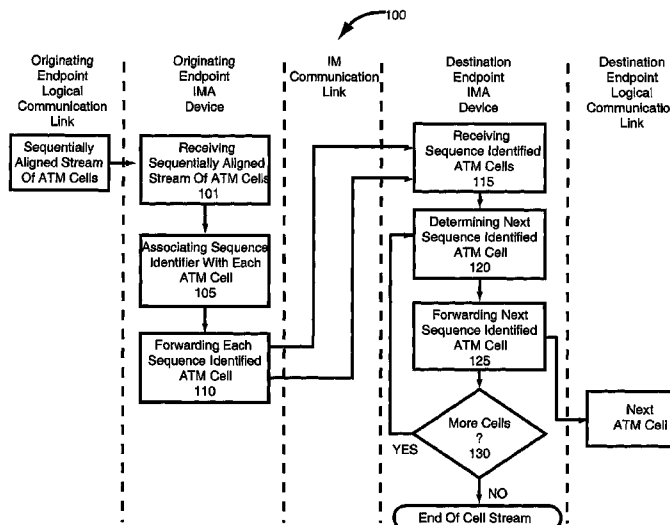 100
Originating
Endpoint
Logical
Communication
Link
Originating
Endpoint
IMA
Device
IM
Communication
Link
Destination
Endpoint
IMA
Device
Destination
Endpoint
Logical
Communication
Link
Sequentially
Aligned Stream
Of ATM Cells
Receiving
Sequentially Aligned
Stream Of ATM Cells
101
Associating Sequence
Identifier With Each
ATM Cell
105
Forwarding Each
Sequence Identified
ATM Cell
110
Receiving
Sequence Identified
ATM Cells
115
Determining Next
Sequence Identified
ATM Cell
120
Forwarding Next
Sequence Identified
ATM Cell
125
More Cells
?
130
YES
NO
End Of Cell Stream
Next
ATM Cell